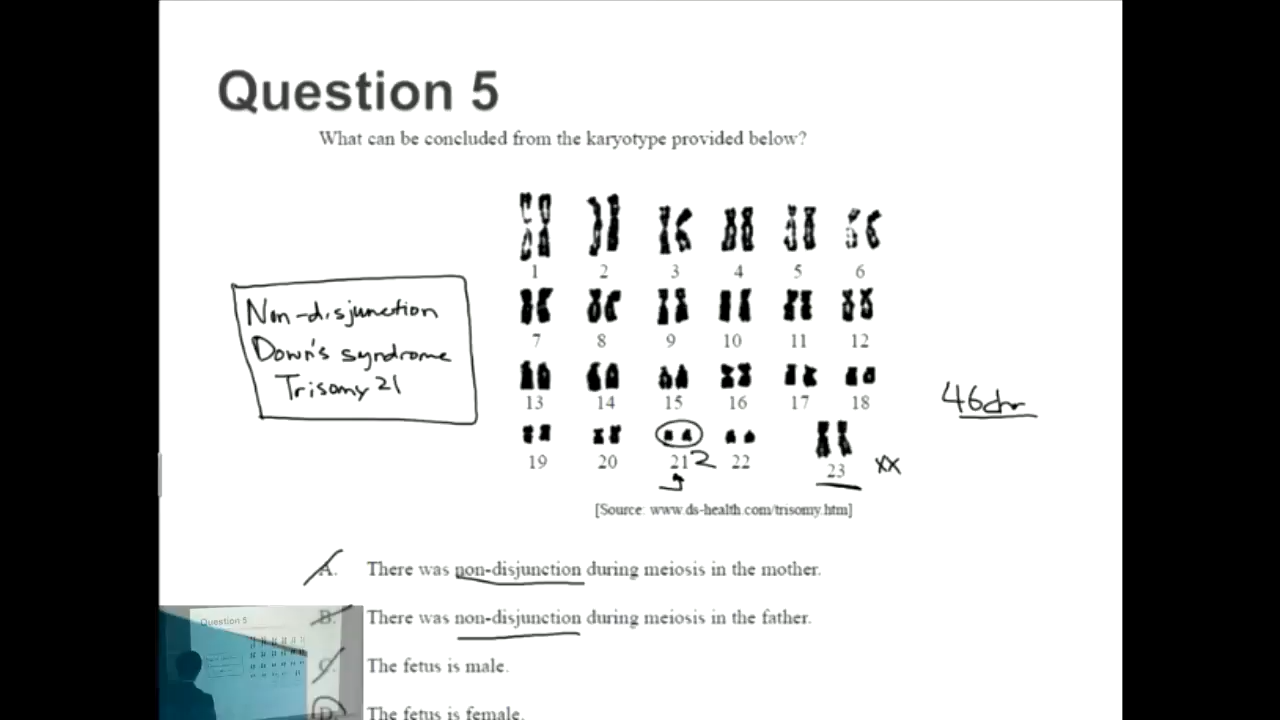 Question 5
What can be concluded from the karyotype provided below?
1 2 3 4 5 6
Non-disjunction
Down's syndrome
Trisomy 21
7 8 9 10 11 12
13 14 15 16 17 18
46chr
19 20 21 2 22 23 XX
[Source: www.ds-health.com/trisomy.htm]
A. There was non-disjunction during meiosis in the mother.
B. There was non-disjunction during meiosis in the father.
C. The fetus is male.
D. The fetus is female.
Question 5